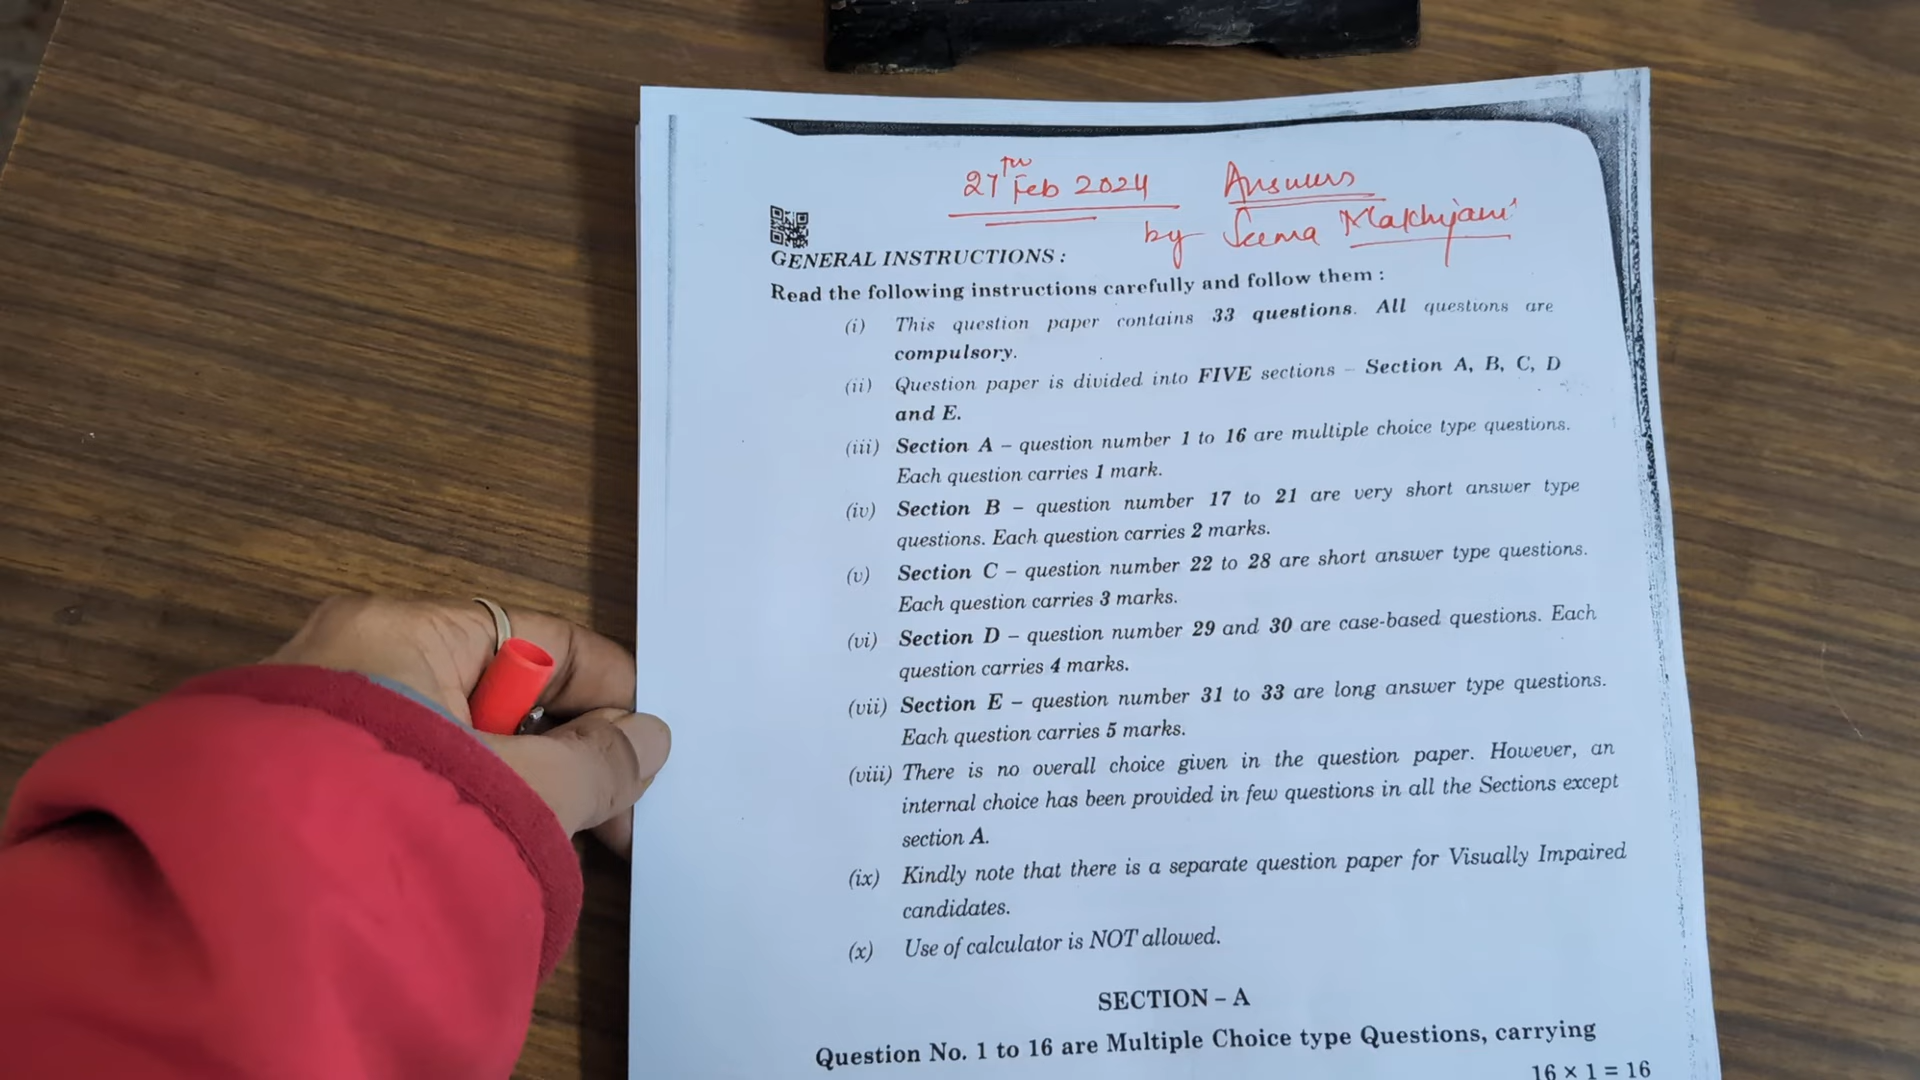 27th Feb 2024 Answers
by Seema Makhijani
GENERAL INSTRUCTIONS :
Read the following instructions carefully and follow them :
(i) This question paper contains 33 questions. All questions are
compulsory.
(ii) Question paper is divided into FIVE sections – Section A, B, C, D
and E.
(iii) Section A – question number 1 to 16 are multiple choice type questions.
Each question carries 1 mark.
(iv) Section B – question number 17 to 21 are very short answer type
questions. Each question carries 2 marks.
(v) Section C – question number 22 to 28 are short answer type questions.
Each question carries 3 marks.
(vi) Section D – question number 29 and 30 are case-based questions. Each
question carries 4 marks.
(vii) Section E – question number 31 to 33 are long answer type questions.
Each question carries 5 marks.
(viii) There is no overall choice given in the question paper. However, an
internal choice has been provided in few questions in all the Sections except
section A.
(ix) Kindly note that there is a separate question paper for Visually Impaired
candidates.
(x) Use of calculator is NOT allowed.
SECTION – A
Question No. 1 to 16 are Multiple Choice type Questions, carrying
16 × 1 = 16